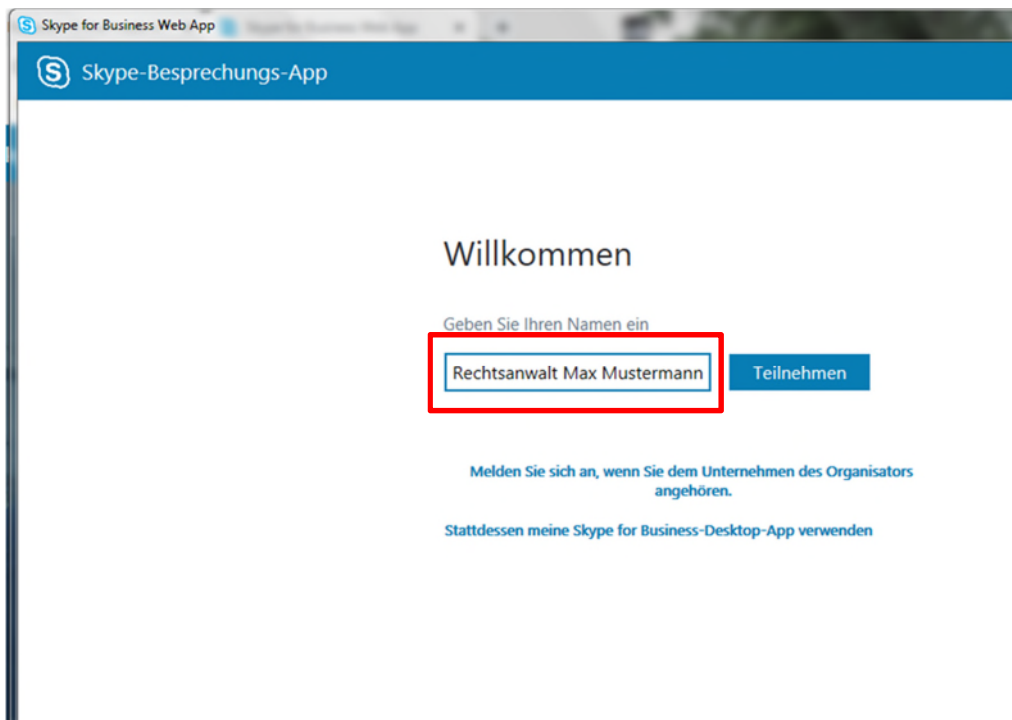 Skype for Business Web App
Skype-Besprechungs-App
Willkommen
Geben Sie Ihren Namen ein
Rechtsanwalt Max Mustermann
Teilnehmen
Melden Sie sich an, wenn Sie dem Unternehmen des Organisators
angehören.
Stattdessen meine Skype for Business-Desktop-App verwenden